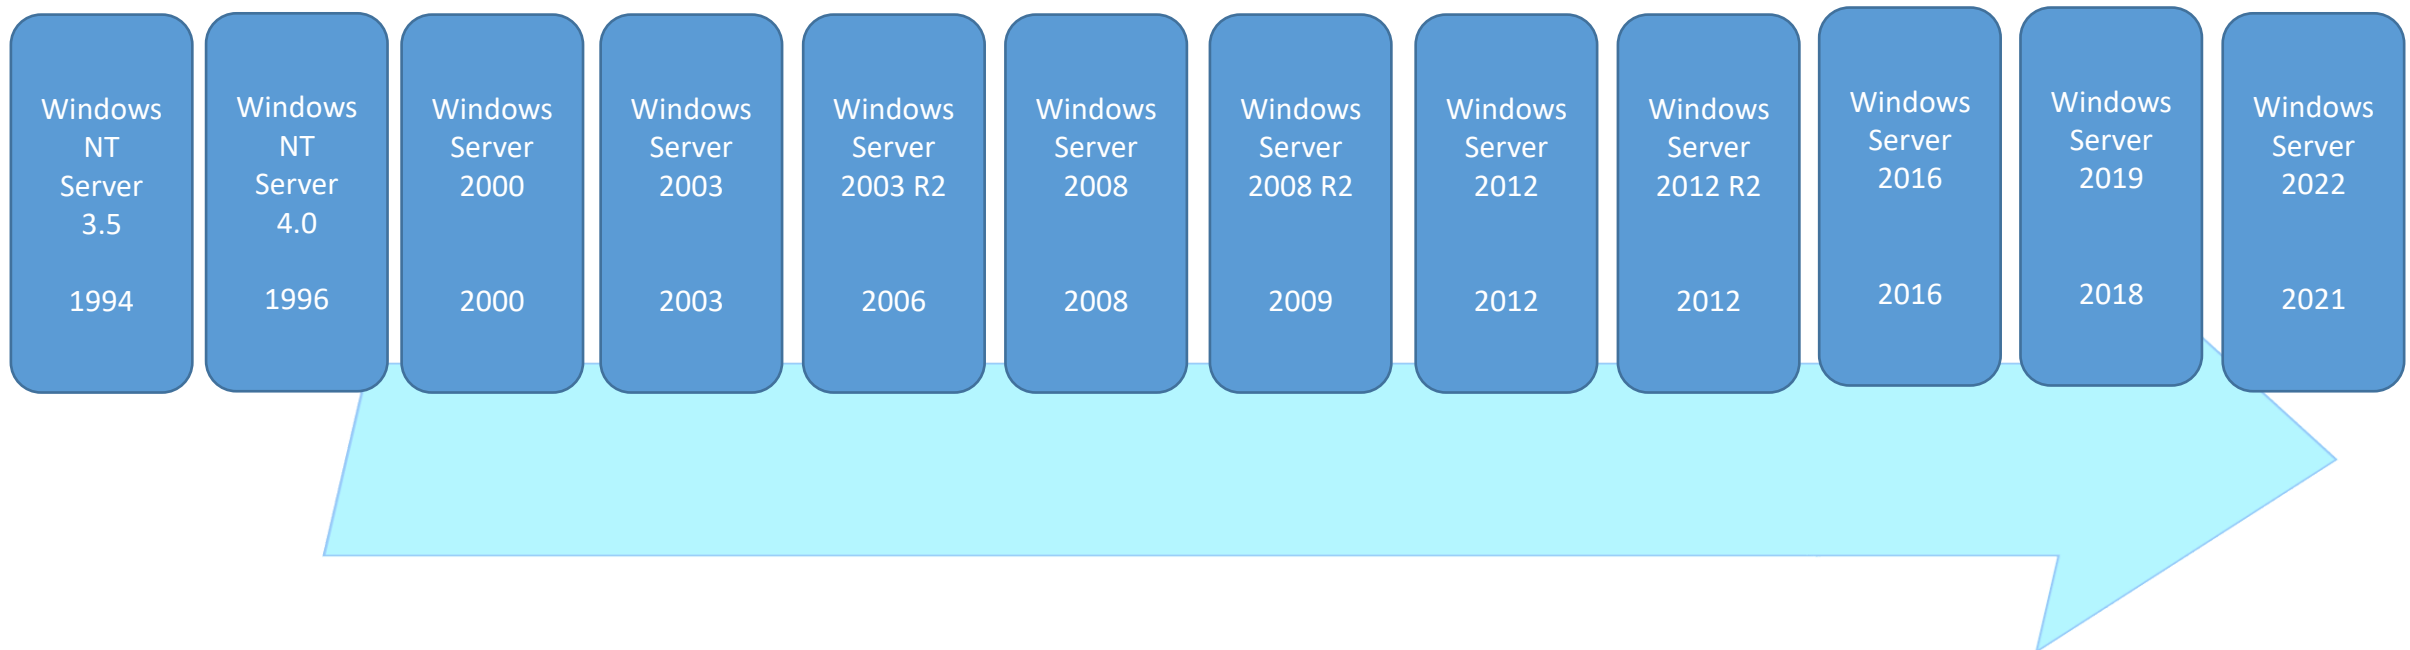 Windows
NT
Server
3.5
1994
Windows
NT
Server
4.0
1996
Windows
Server
2000
2000
Windows
Server
2003
2003
Windows
Server
2003 R2
2006
Windows
Server
2008
2008
Windows
Server
2008 R2
2009
Windows
Server
2012
2012
Windows
Server
2012 R2
2012
Windows
Server
2016
2016
Windows
Server
2019
2018
Windows
Server
2022
2021